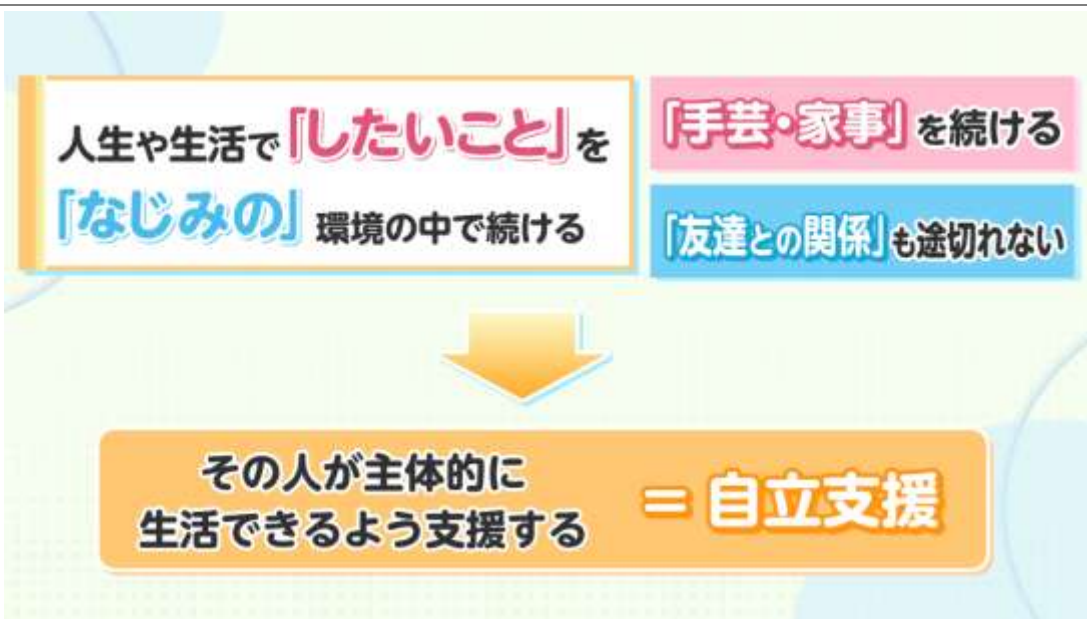 人生や生活で「したいこと」を
「なじみの」環境の中で続ける
「手芸・家事」を続ける
「友達との関係」も途切れない
その人が主体的に
生活できるよう支援する
＝自立支援